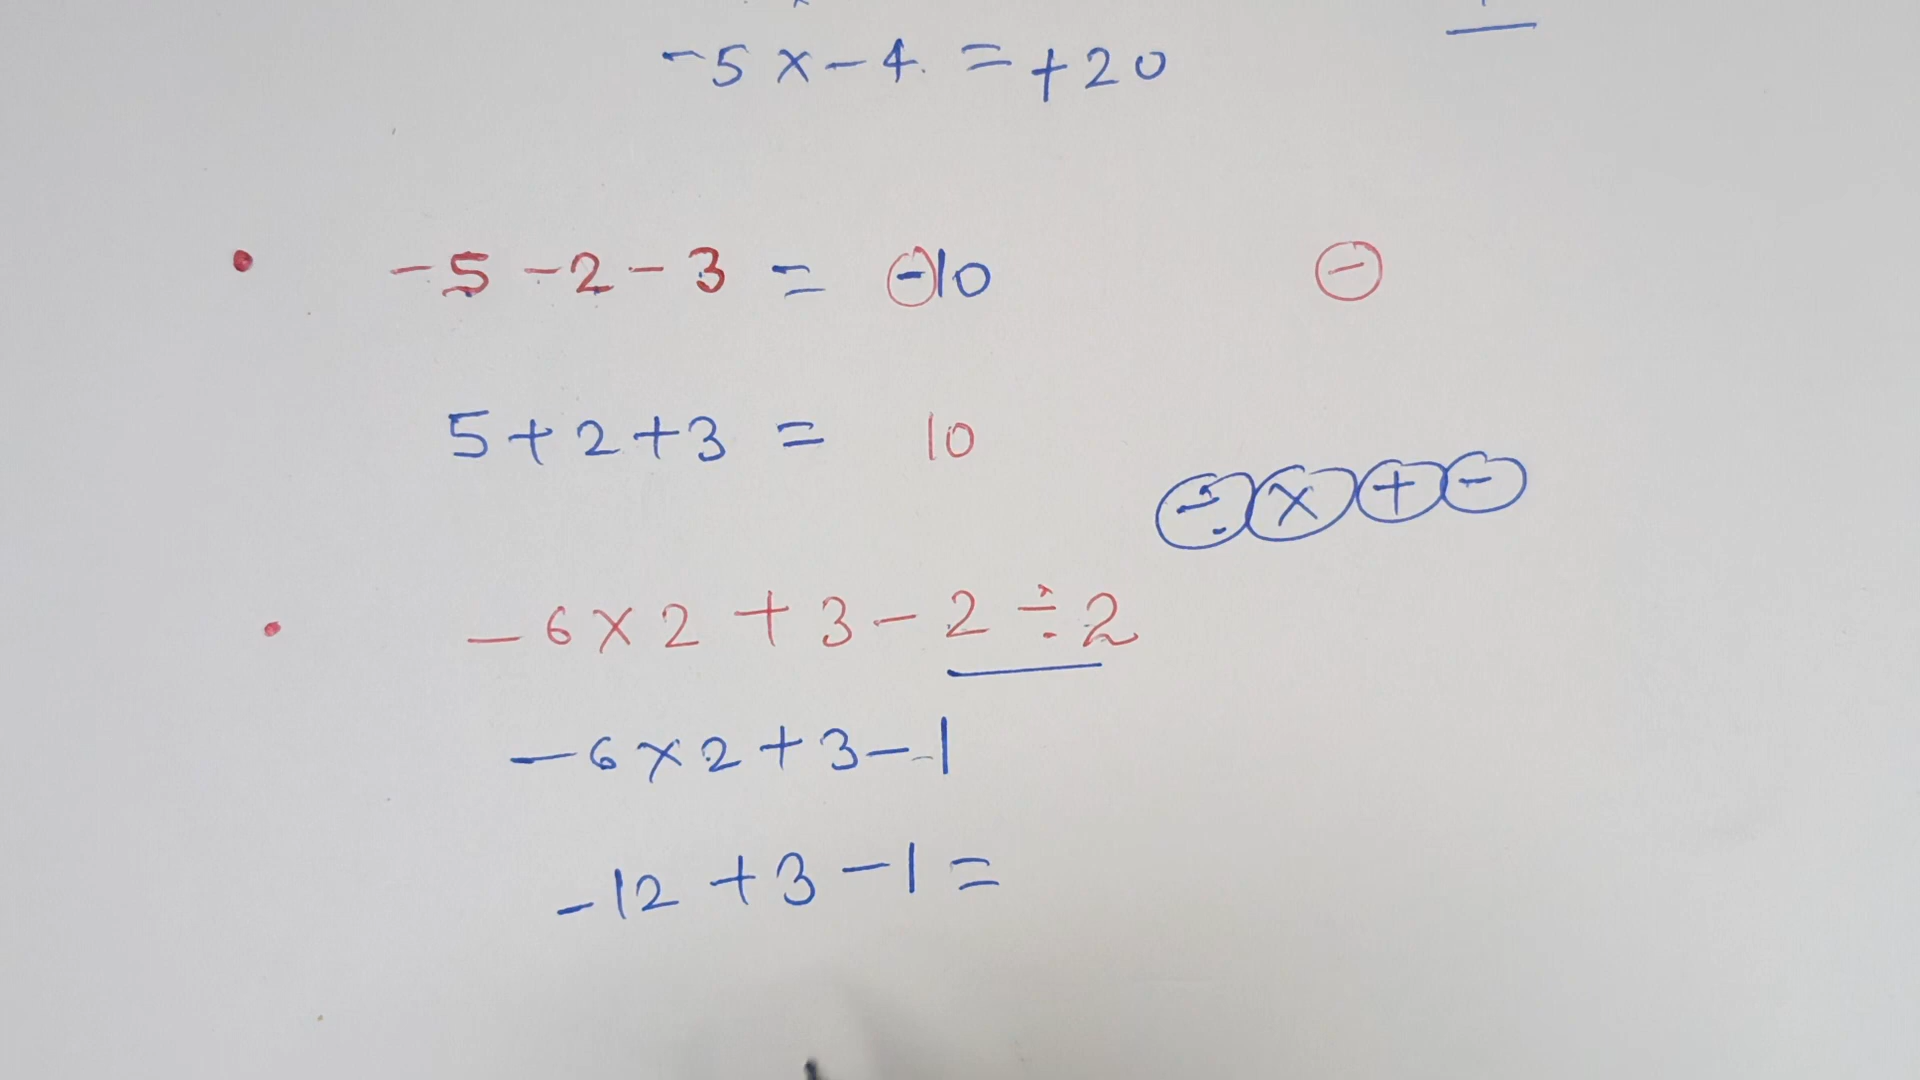 -5 × -4. = +20
• -5 -2 -3 = -10 -
5+2+3 = 10
÷ × + -
• -6×2 + 3 - 2 ÷ 2
-6×2+3-1
-12 +3 -1 =